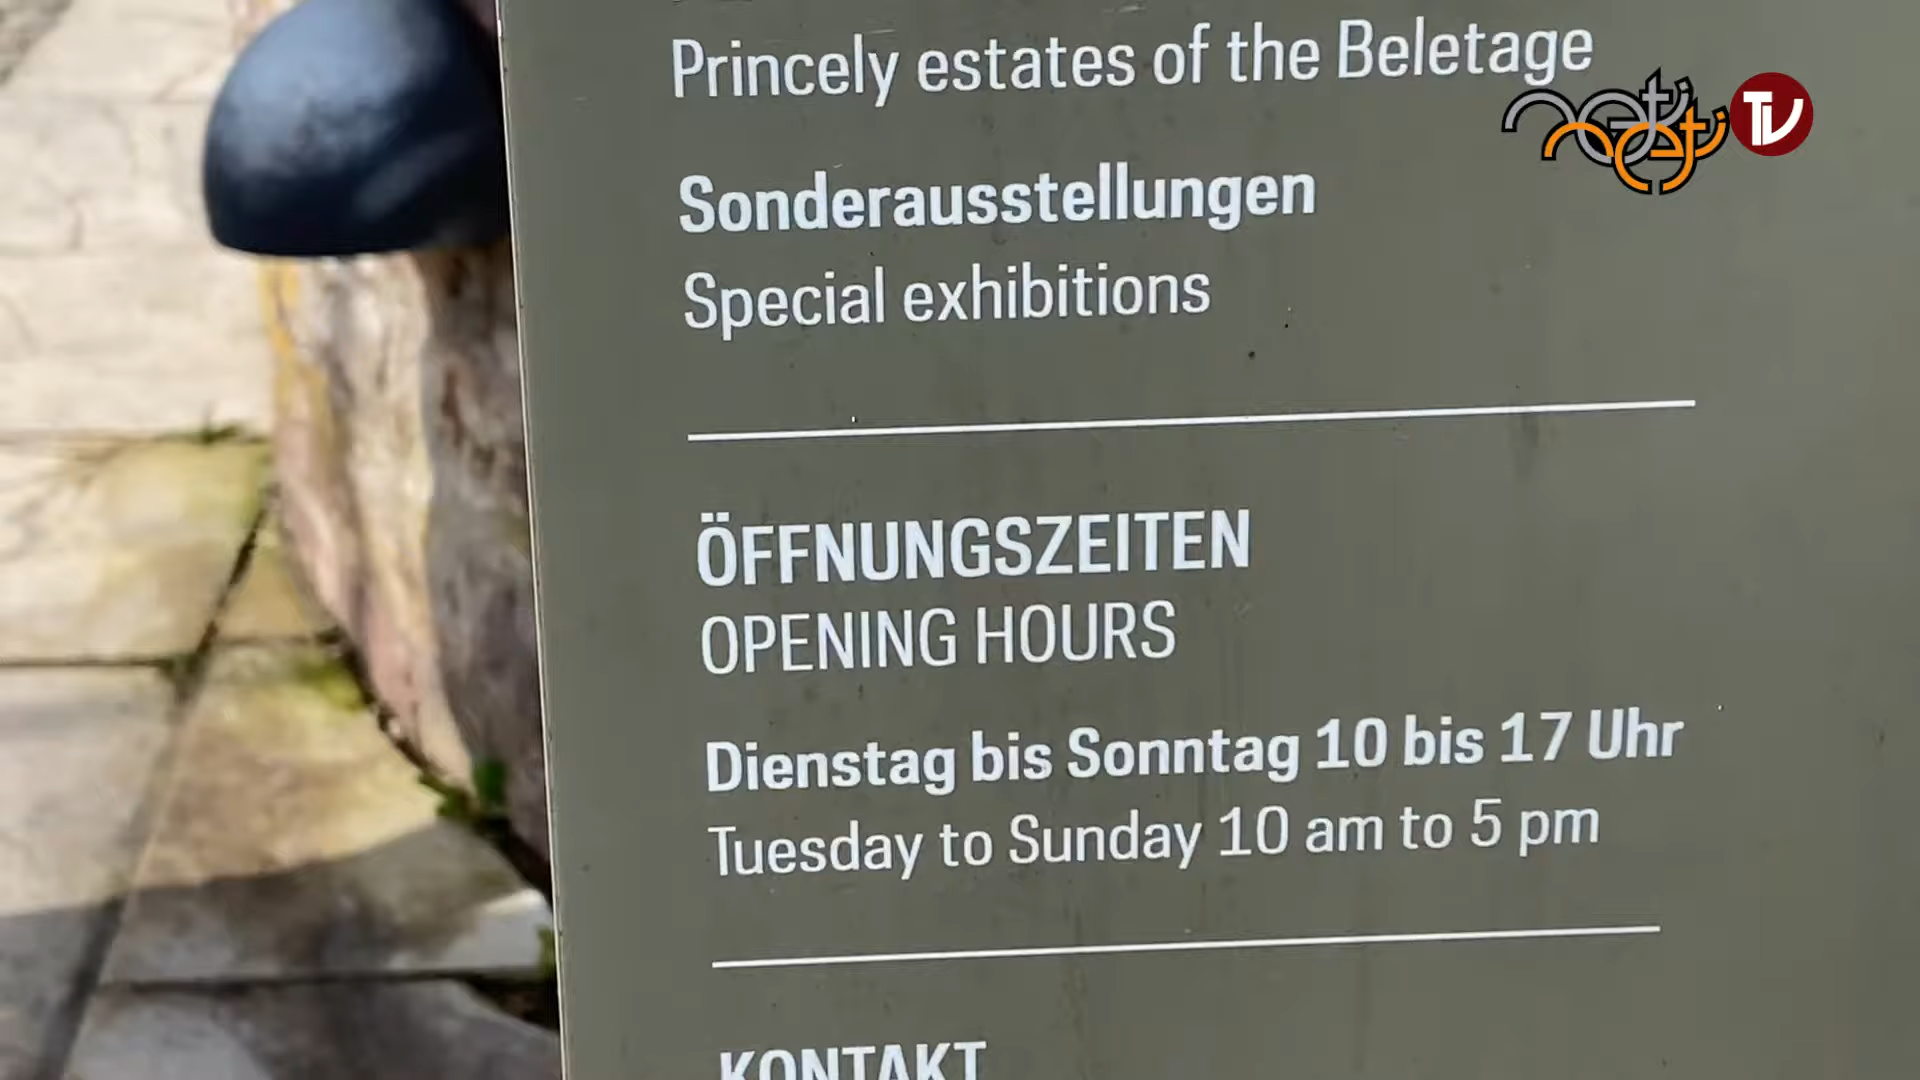 Princely estates of the Beletage
Sonderausstellungen
Special exhibitions
ÖFFNUNGSZEITEN
OPENING HOURS
Dienstag bis Sonntag 10 bis 17 Uhr
Tuesday to Sunday 10 am to 5 pm
KONTAKT
TV